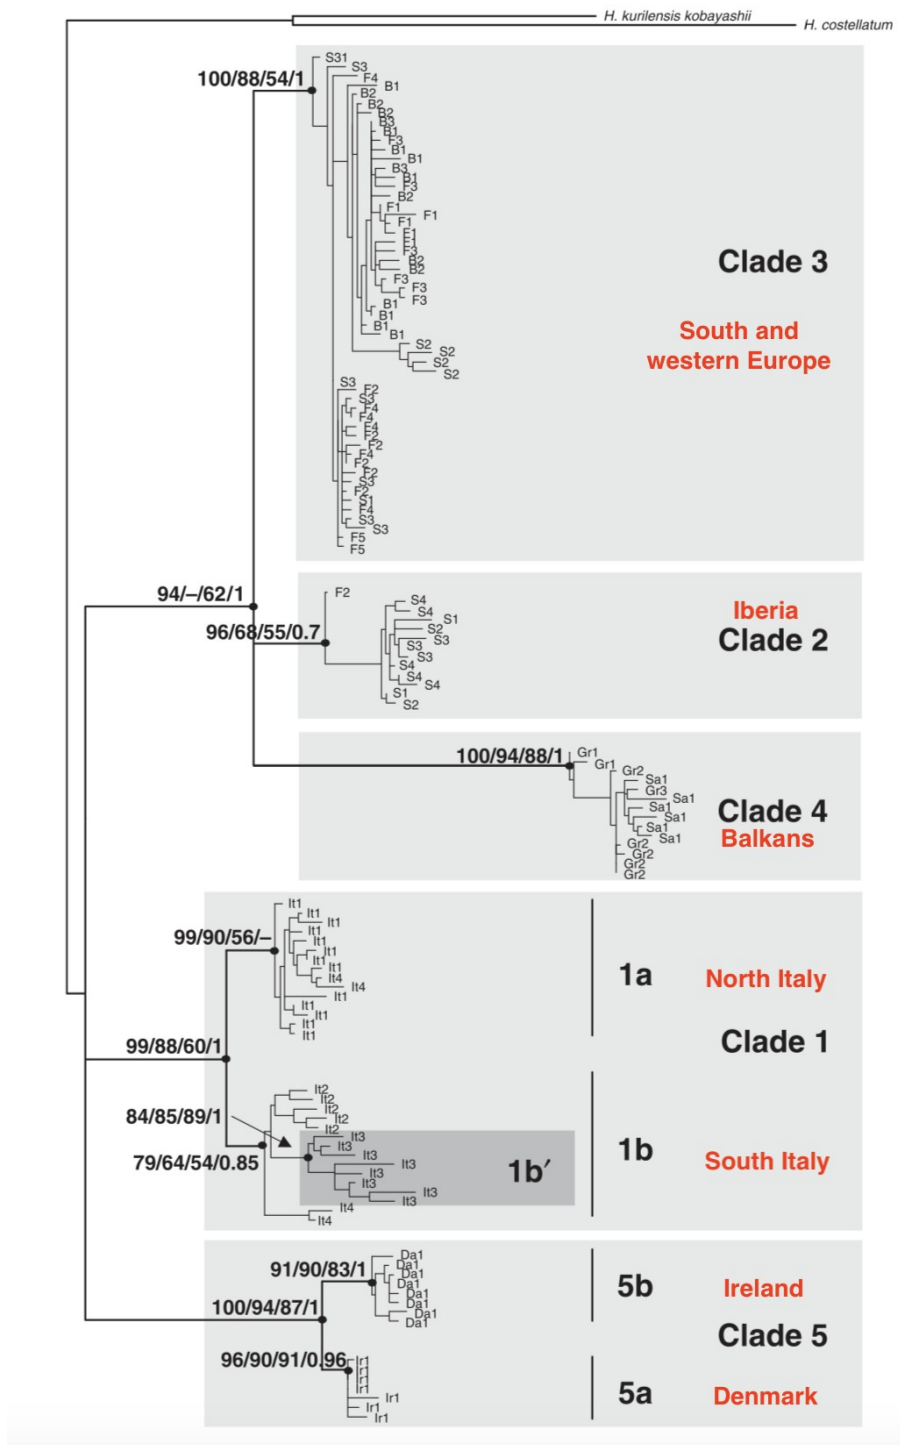 H. kurilensis kobayashii
H. costellatum
100/88/54/1
S31
S3
F4
B1
B2
B2
B2
B3
B1
F3
B1
B1
B3
B1
F3
B2
F1
F1
F1
F1
F1
F3
B2
B2
F3
F3
F3
B1
B1
B1
B1
S2
S2
S2
S2
S3
F2
S3
F4
F4
F4
F2
F2
F4
F2
F2
S3
F2
S1
F4
S3
S3
F5
F5
Clade 3
South and
western Europe
94/–/62/1
96/68/55/0.7
F2
S4
S4
S1
S2
S3
S3
S3
S4
S4
S4
S1
S2
Iberia
Clade 2
100/94/88/1
Gr1
Gr1
Gr2
Sa1
Gr3
Sa1
Sa1
Sa1
Sa1
Sa1
Gr2
Gr2
Gr2
Gr2
Clade 4
Balkans
99/90/56/–
It1
It1
It1
It1
It1
It1
It1
It1
It4
It4
It1
It1
It1
It1
It1
1a
North Italy
Clade 1
99/88/60/1
84/85/89/1
79/64/54/0.85
It2
It2
It2
It2
It2
It3
It3
It3
It3
It3
It3
It3
It3
It4
It4
1b′
1b
South Italy
91/90/83/1
100/94/87/1
96/90/91/0.96
Da1
Da1
Da1
Da1
Da1
Da1
Da1
Da1
5b
Ireland
Clade 5
Ir1
Ir1
Ir1
Ir1
Ir1
Ir1
Ir1
5a
Denmark